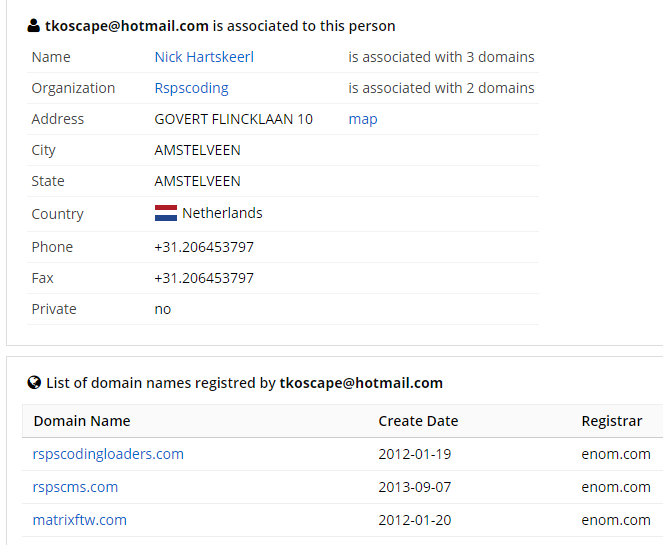 tkoscape@hotmail.com is associated to this person
Name Nick Hartskeerl is associated with 3 domains
Organization Rspscoding is associated with 2 domains
Address GOVERT FLINCKLAAN 10 map
City AMSTELVEEN
State AMSTELVEEN
Country Netherlands
Phone +31.206453797
Fax +31.206453797
Private no
List of domain names registred by tkoscape@hotmail.com
Domain Name Create Date Registrar
rspscodingloaders.com 2012-01-19 enom.com
rspscms.com 2013-09-07 enom.com
matrixftw.com 2012-01-20 enom.com